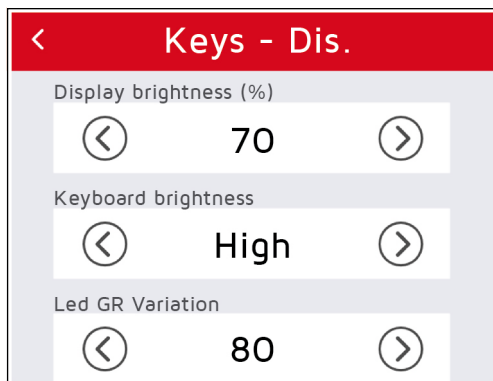 Keys - Dis.
Display brightness (%)
70
Keyboard brightness
High
Led GR Variation
80